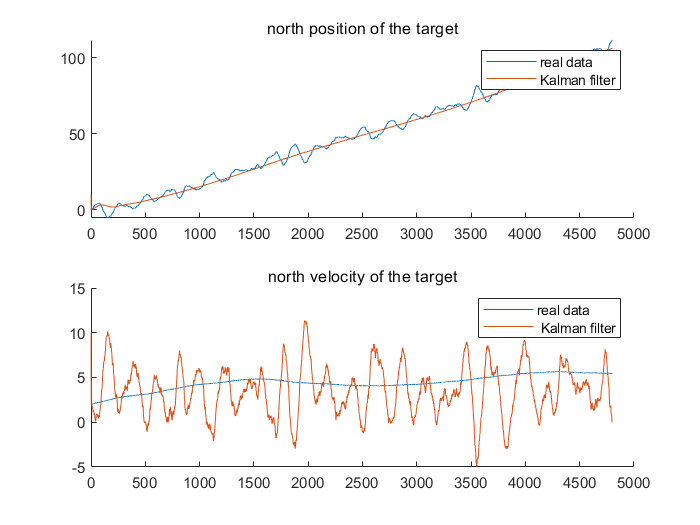 north position of the target
100
50
0
real data
Kalman filter
0 500 1000 1500 2000 2500 3000 3500 4000 4500 5000
north velocity of the target
15
10
5
0
-5
real data
Kalman filter
0 500 1000 1500 2000 2500 3000 3500 4000 4500 5000